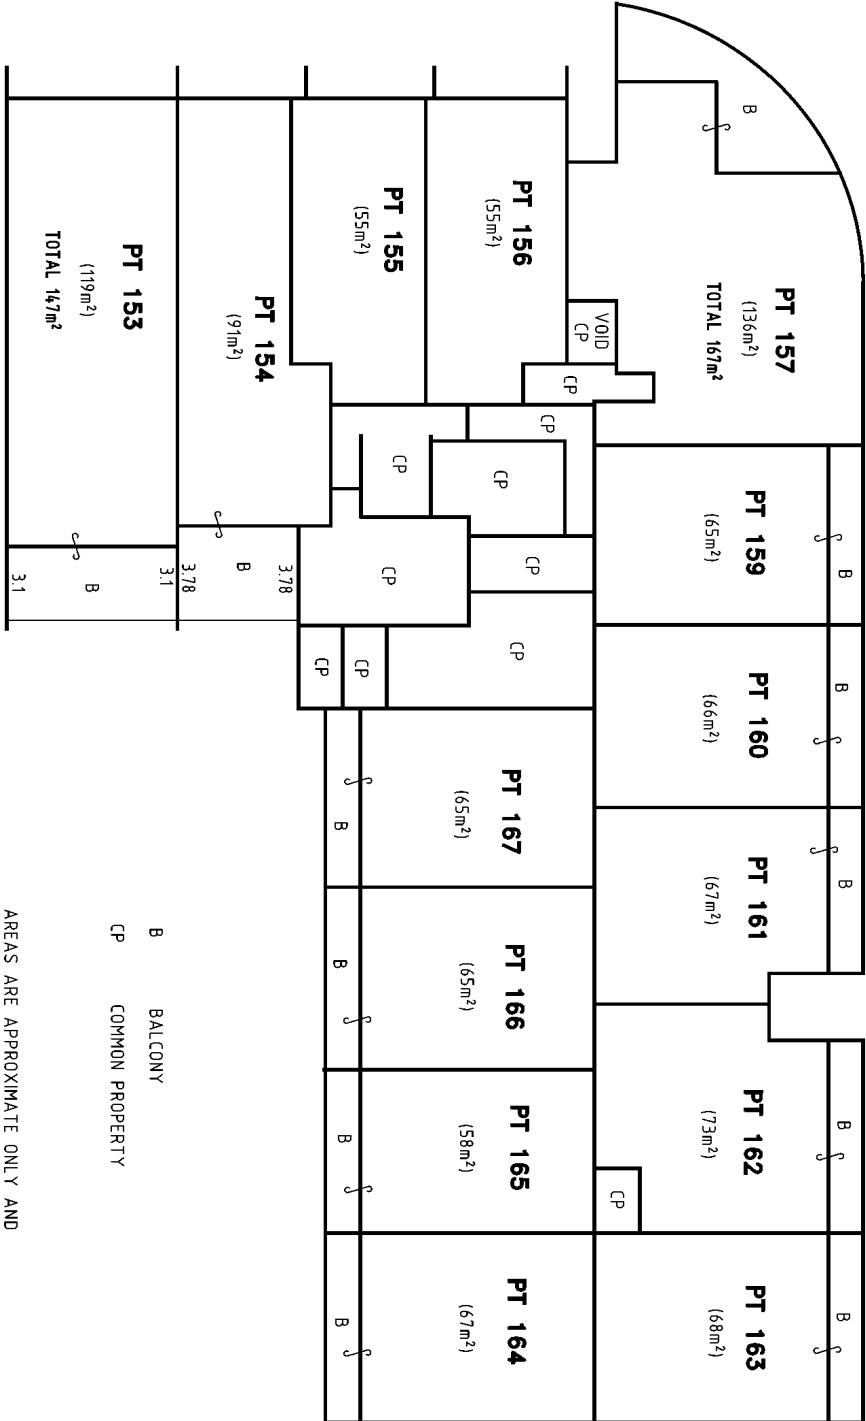 B
PT 157
(136m²)
TOTAL 167m²
PT 156
(55m²)
VOID
CP
CP
PT 155
(55m²)
PT 154
(91m²)
PT 153
(119m²)
TOTAL 147m²
CP
CP
CP
CP
CP
CP
CP
CP
3.78
B
3.78
3.1
B
3.1
PT 159
(65m²)
B
PT 160
(66m²)
B
PT 161
(67m²)
B
PT 162
(73m²)
B
CP
PT 163
(68m²)
B
PT 167
(65m²)
B
PT 166
(65m²)
B
PT 165
(58m²)
B
PT 164
(67m²)
B
B BALCONY
CP COMMON PROPERTY
AREAS ARE APPROXIMATE ONLY AND